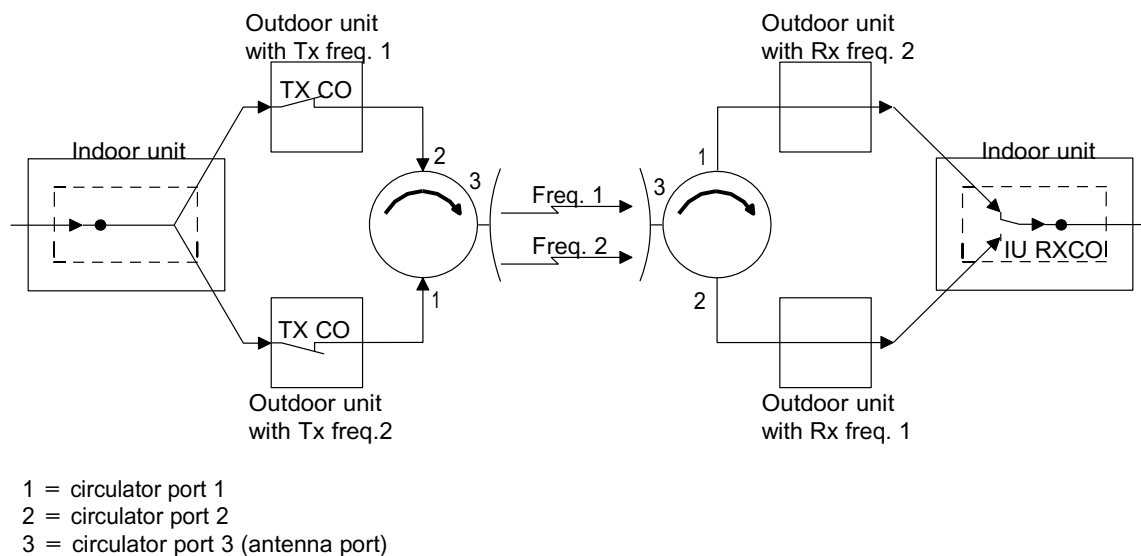 Outdoor unit
with Tx freq. 1
Outdoor unit
with Rx freq. 2
TX CO
Indoor unit
2
3
Freq. 1
3
1
Indoor unit
Freq. 2
IU RXCO
1
2
TX CO
Outdoor unit
with Tx freq.2
Outdoor unit
with Rx freq. 1
1 = circulator port 1
2 = circulator port 2
3 = circulator port 3 (antenna port)